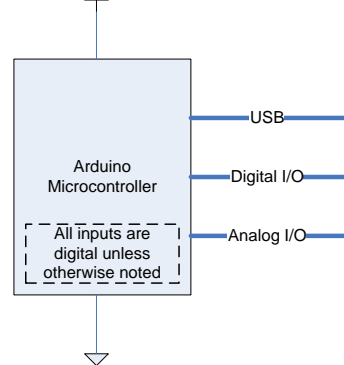 USB
Arduino
Microcontroller
Digital I/O
Analog I/O
All inputs are
digital unless
otherwise noted